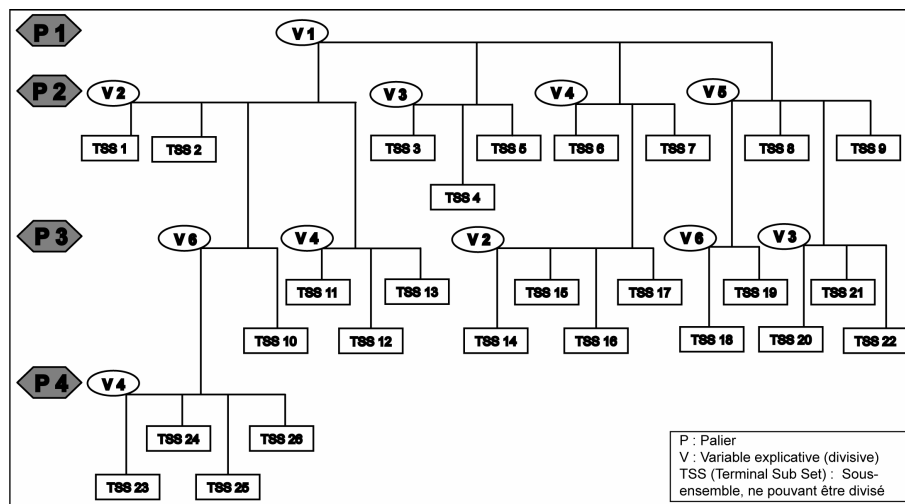 P 1
V 1
P 2
V 2
V 3
V 4
V 5
TSS 1
TSS 2
TSS 3
TSS 5
TSS 6
TSS 7
TSS 8
TSS 9
TSS 4
P 3
V 6
V 4
V 2
V 6
V 3
TSS 11
TSS 13
TSS 15
TSS 17
TSS 19
TSS 21
TSS 10
TSS 12
TSS 14
TSS 16
TSS 18
TSS 20
TSS 22
P 4
V 4
TSS 24
TSS 26
TSS 23
TSS 25
P : Palier
V : Variable explicative (divisive)
TSS (Terminal Sub Set) : Sous-
ensemble, ne pouvant être divisé